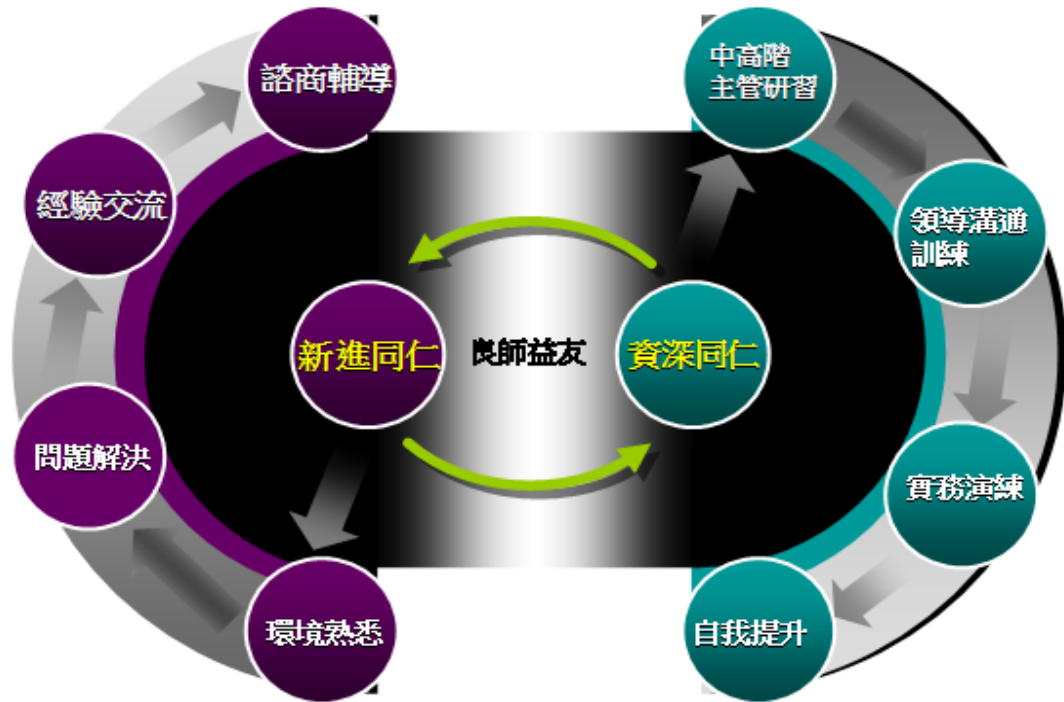 諮商輔導
中高階
主管研習
經驗交流
領導溝通
訓練
新進同仁
良師益友
資深同仁
問題解決
實務演練
環境熟悉
自我提升